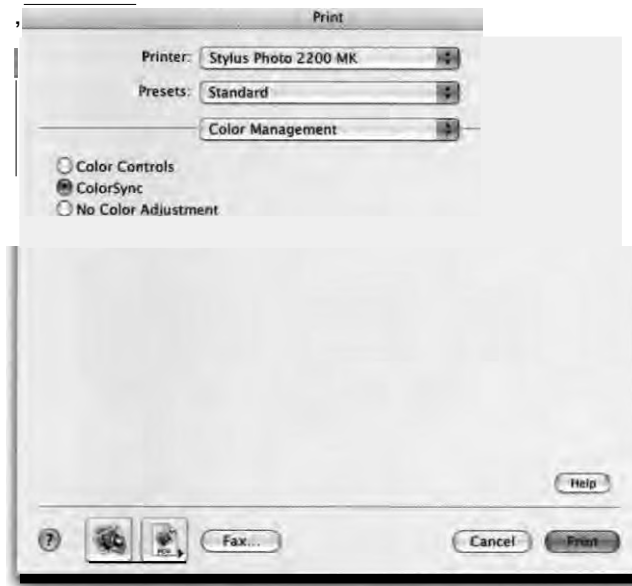 Print
Printer: Stylus Photo 2200 MK
Presets: Standard
Color Management
Color Controls
ColorSync
No Color Adjustment
Help
? PDF Fax... Cancel Print